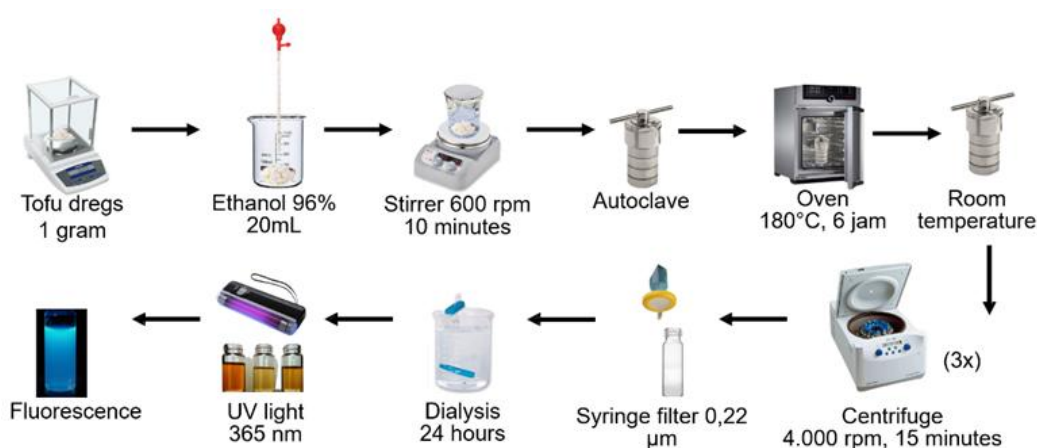 Tofu dregs
1 gram
Ethanol 96%
20mL
Stirrer 600 rpm
10 minutes
Autoclave
Oven
180°C, 6 jam
Room
temperature
(3x)
Centrifuge
4.000 rpm, 15 minutes
Syringe filter 0,22
µm
Dialysis
24 hours
UV light
365 nm
Fluorescence